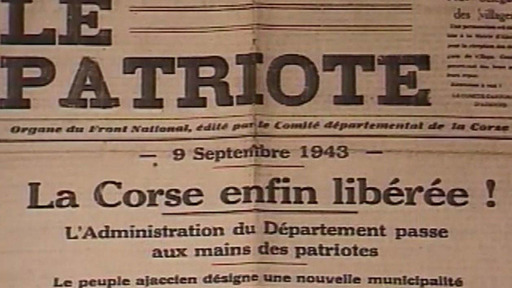 LE
PATRIOTE
des Villages
Organe du Front National, édité par le Comité départemental de la Corse
— 9 Septembre 1943 —
La Corse enfin libérée !
L'Administration du Département passe
aux mains des patriotes
Le peuple ajaccien désigne une nouvelle municipalité